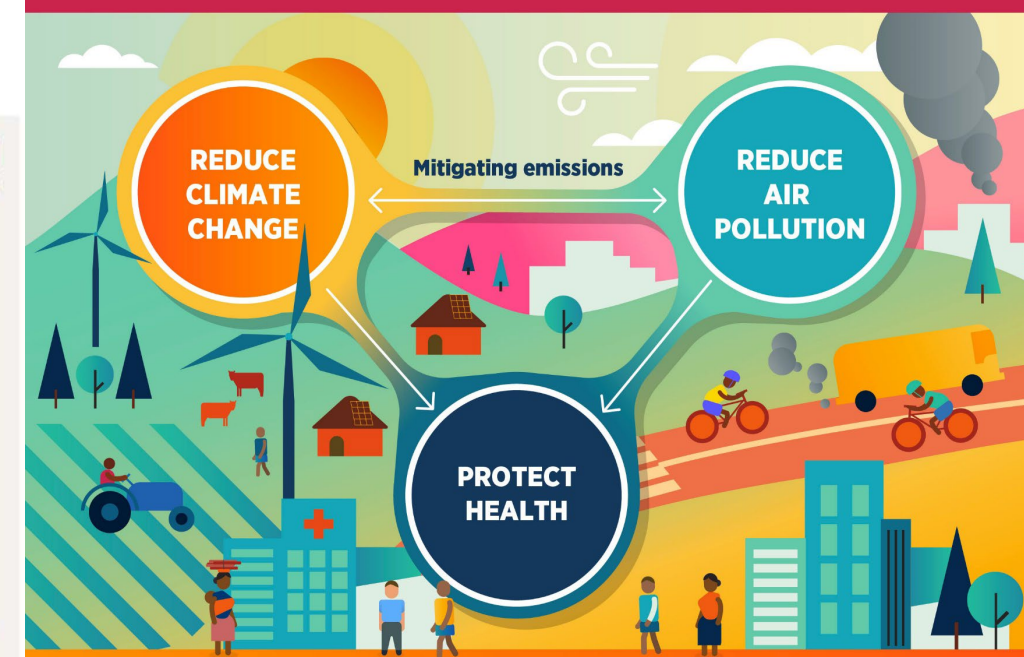 Mitigating emissions
REDUCE
CLIMATE
CHANGE
REDUCE
AIR
POLLUTION
PROTECT
HEALTH